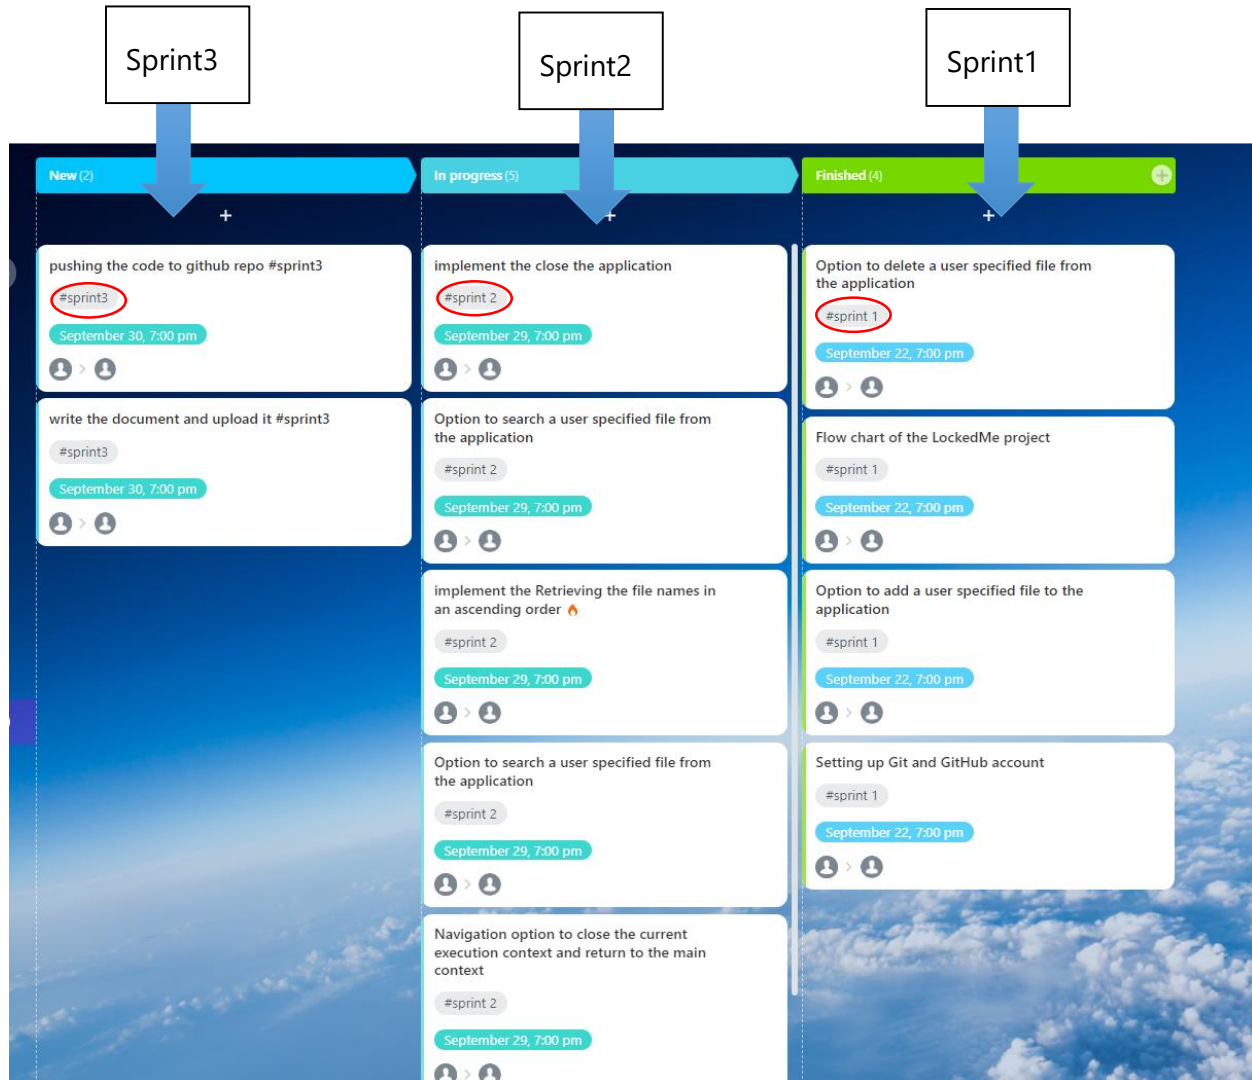 Sprint3
Sprint2
Sprint1
New (2)
pushing the code to github repo #sprint3
#sprint3
September 30, 7:00 pm
write the document and upload it #sprint3
#sprint3
September 30, 7:00 pm
In progress (5)
implement the close the application
#sprint 2
September 29, 7:00 pm
Option to search a user specified file from
the application
#sprint 2
September 29, 7:00 pm
implement the Retrieving the file names in
an ascending order 🔥
#sprint 2
September 29, 7:00 pm
Option to search a user specified file from
the application
#sprint 2
September 29, 7:00 pm
Navigation option to close the current
execution context and return to the main
context
#sprint 2
September 29, 7:00 pm
Finished (4)
Option to delete a user specified file from
the application
#sprint 1
September 22, 7:00 pm
Flow chart of the LockedMe project
#sprint 1
September 22, 7:00 pm
Option to add a user specified file to the
application
#sprint 1
September 22, 7:00 pm
Setting up Git and GitHub account
#sprint 1
September 22, 7:00 pm